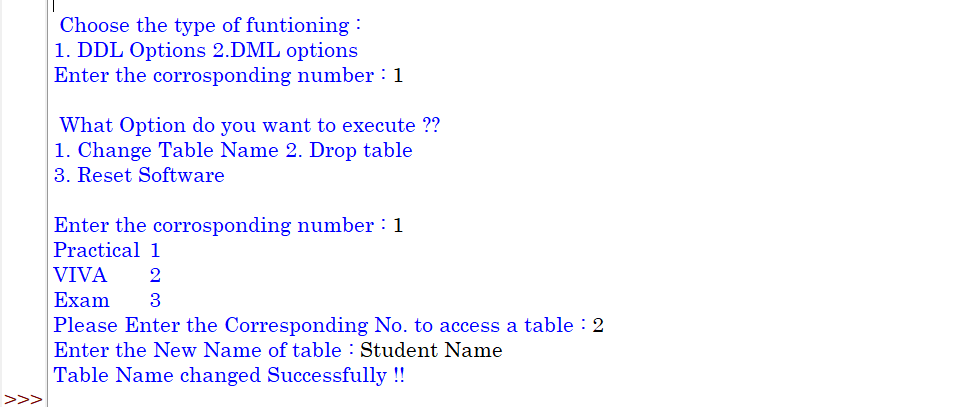 Choose the type of funtioning :
1. DDL Options 2.DML options
Enter the corrosponding number : 1
What Option do you want to execute ??
1. Change Table Name 2. Drop table
3. Reset Software
Enter the corrosponding number : 1
Practical 1
VIVA 2
Exam 3
Please Enter the Corresponding No. to access a table : 2
Enter the New Name of table : Student Name
Table Name changed Successfully !!
>>>